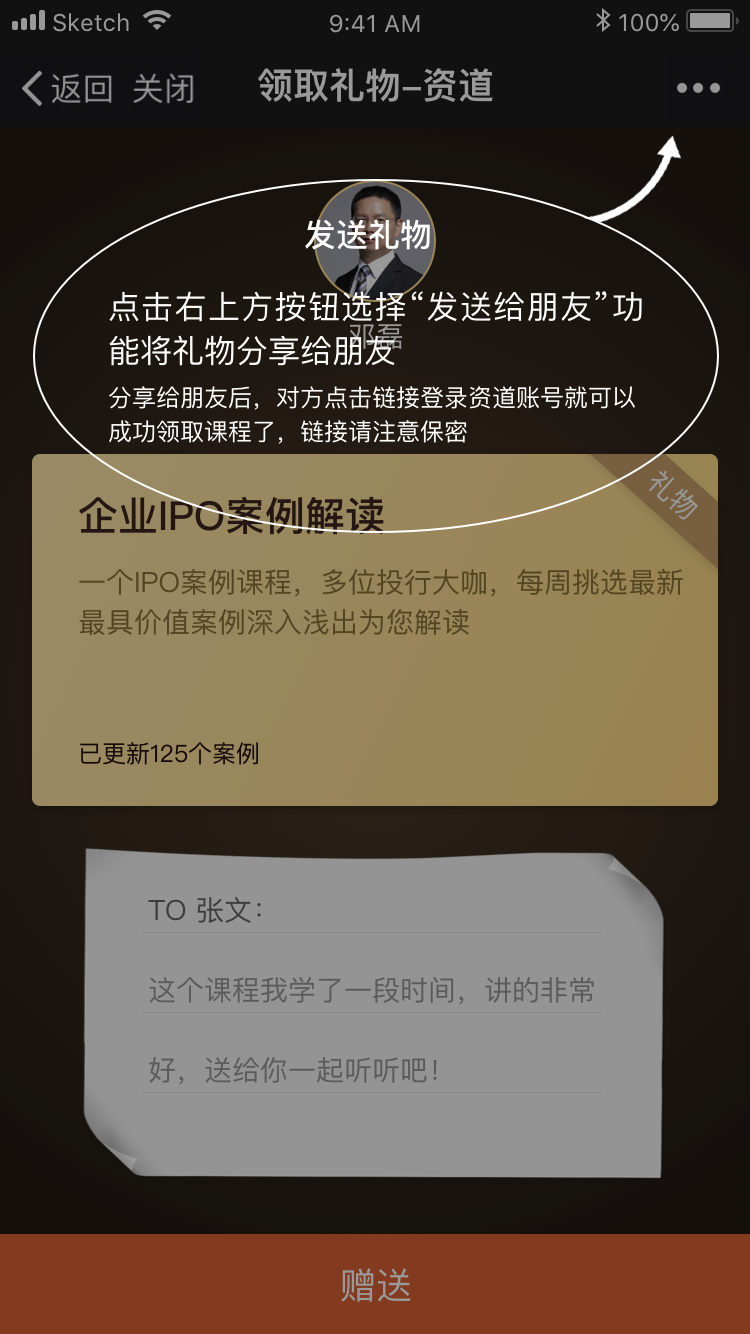 Sketch 9:41 AM 100%
返回 关闭 领取礼物-资道
发送礼物
点击右上方按钮选择“发送给朋友”功
能将礼物分享给朋友
邓磊
分享给朋友后，对方点击链接登录资道账号就可以
成功领取课程了，链接请注意保密
礼物
企业IPO案例解读
一个IPO案例课程，多位投行大咖，每周挑选最新
最具价值案例深入浅出为您解读
已更新125个案例
TO 张文：
这个课程我学了一段时间，讲的非常
好，送给你一起听听吧！
赠送